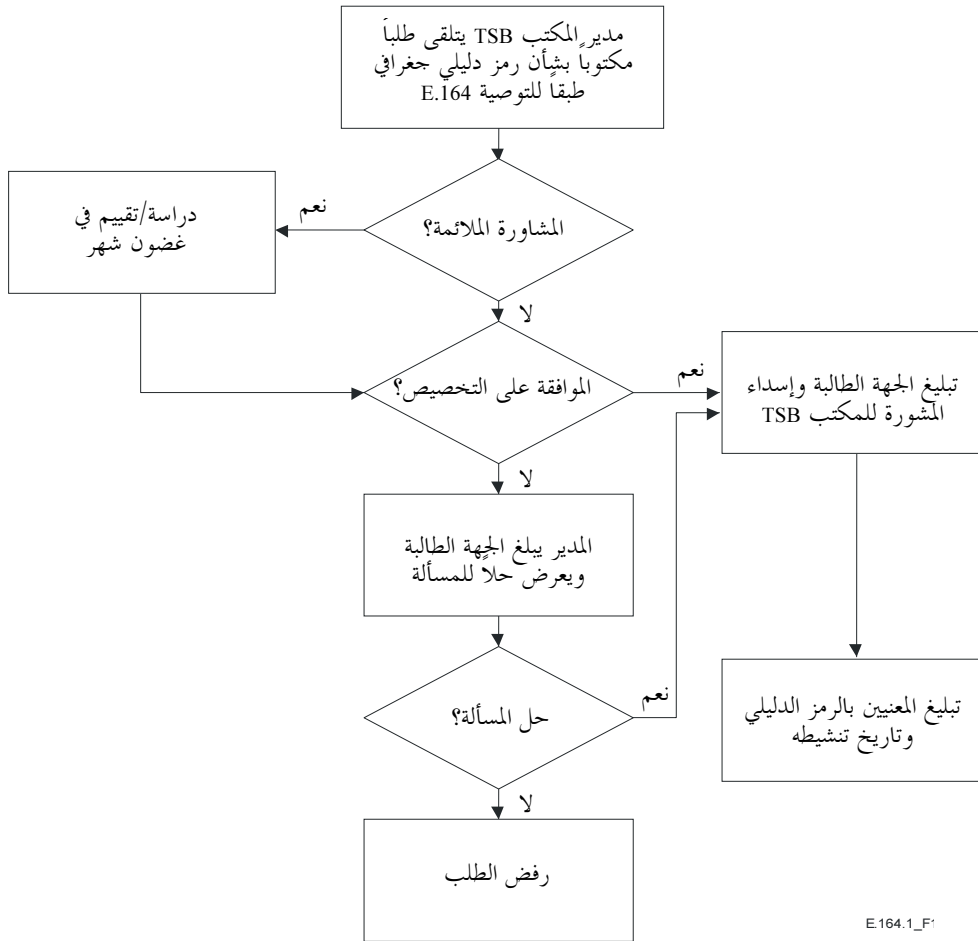 مدير المكتب TSB يتلقى طلباً
مكتوباً بشأن رمز دليلي جغرافي
طبقاً للتوصية E.164
المشاورة الملائمة؟
نعم
دراسة/تقييم في
غضون شهر
لا
الموافقة على التخصيص؟
نعم
تبليغ الجهة الطالبة وإسداء
المشورة للمكتب TSB
لا
المدير يبلغ الجهة الطالبة
ويعرض حلاً للمسألة
حل المسألة؟
نعم
تبليغ المعنيين بالرمز الدليلي
وتاريخ تنشيطه
لا
رفض الطلب
E.164.1_F1